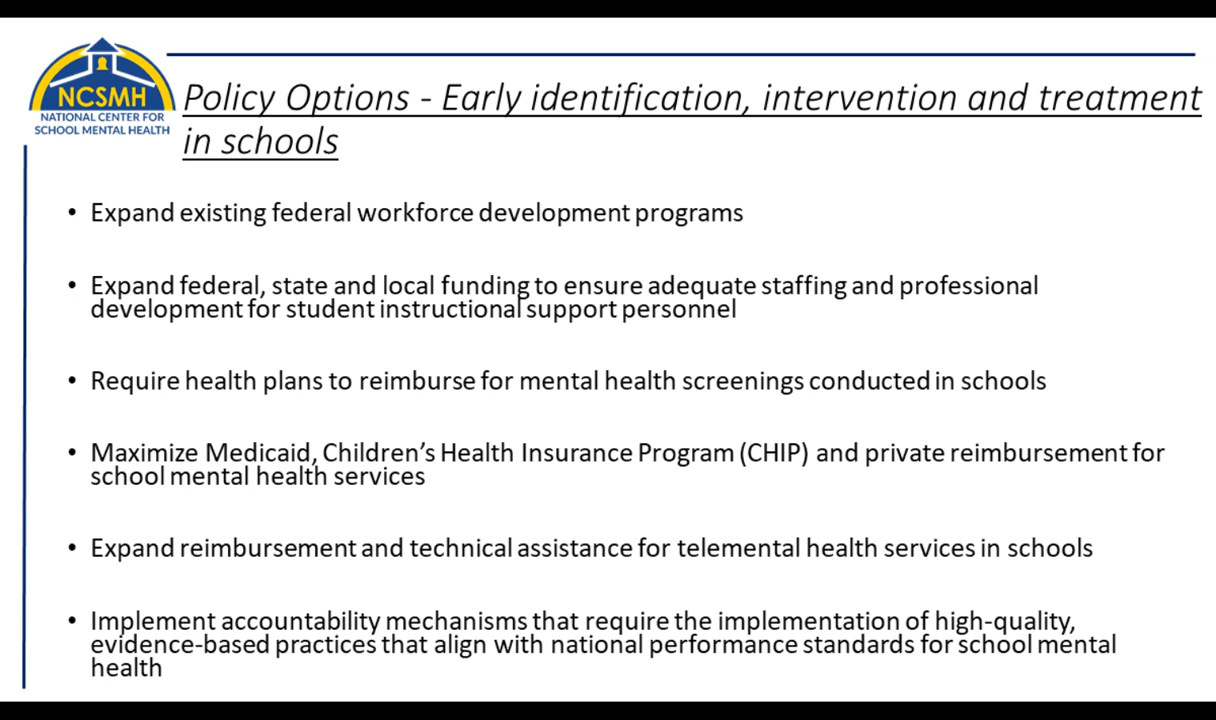 NCSMH
NATIONAL CENTER FOR
SCHOOL MENTAL HEALTH
Policy Options - Early identification, intervention and treatment
in schools
• Expand existing federal workforce development programs
• Expand federal, state and local funding to ensure adequate staffing and professional
development for student instructional support personnel
• Require health plans to reimburse for mental health screenings conducted in schools
• Maximize Medicaid, Children’s Health Insurance Program (CHIP) and private reimbursement for
school mental health services
• Expand reimbursement and technical assistance for telemental health services in schools
• Implement accountability mechanisms that require the implementation of high-quality,
evidence-based practices that align with national performance standards for school mental
health